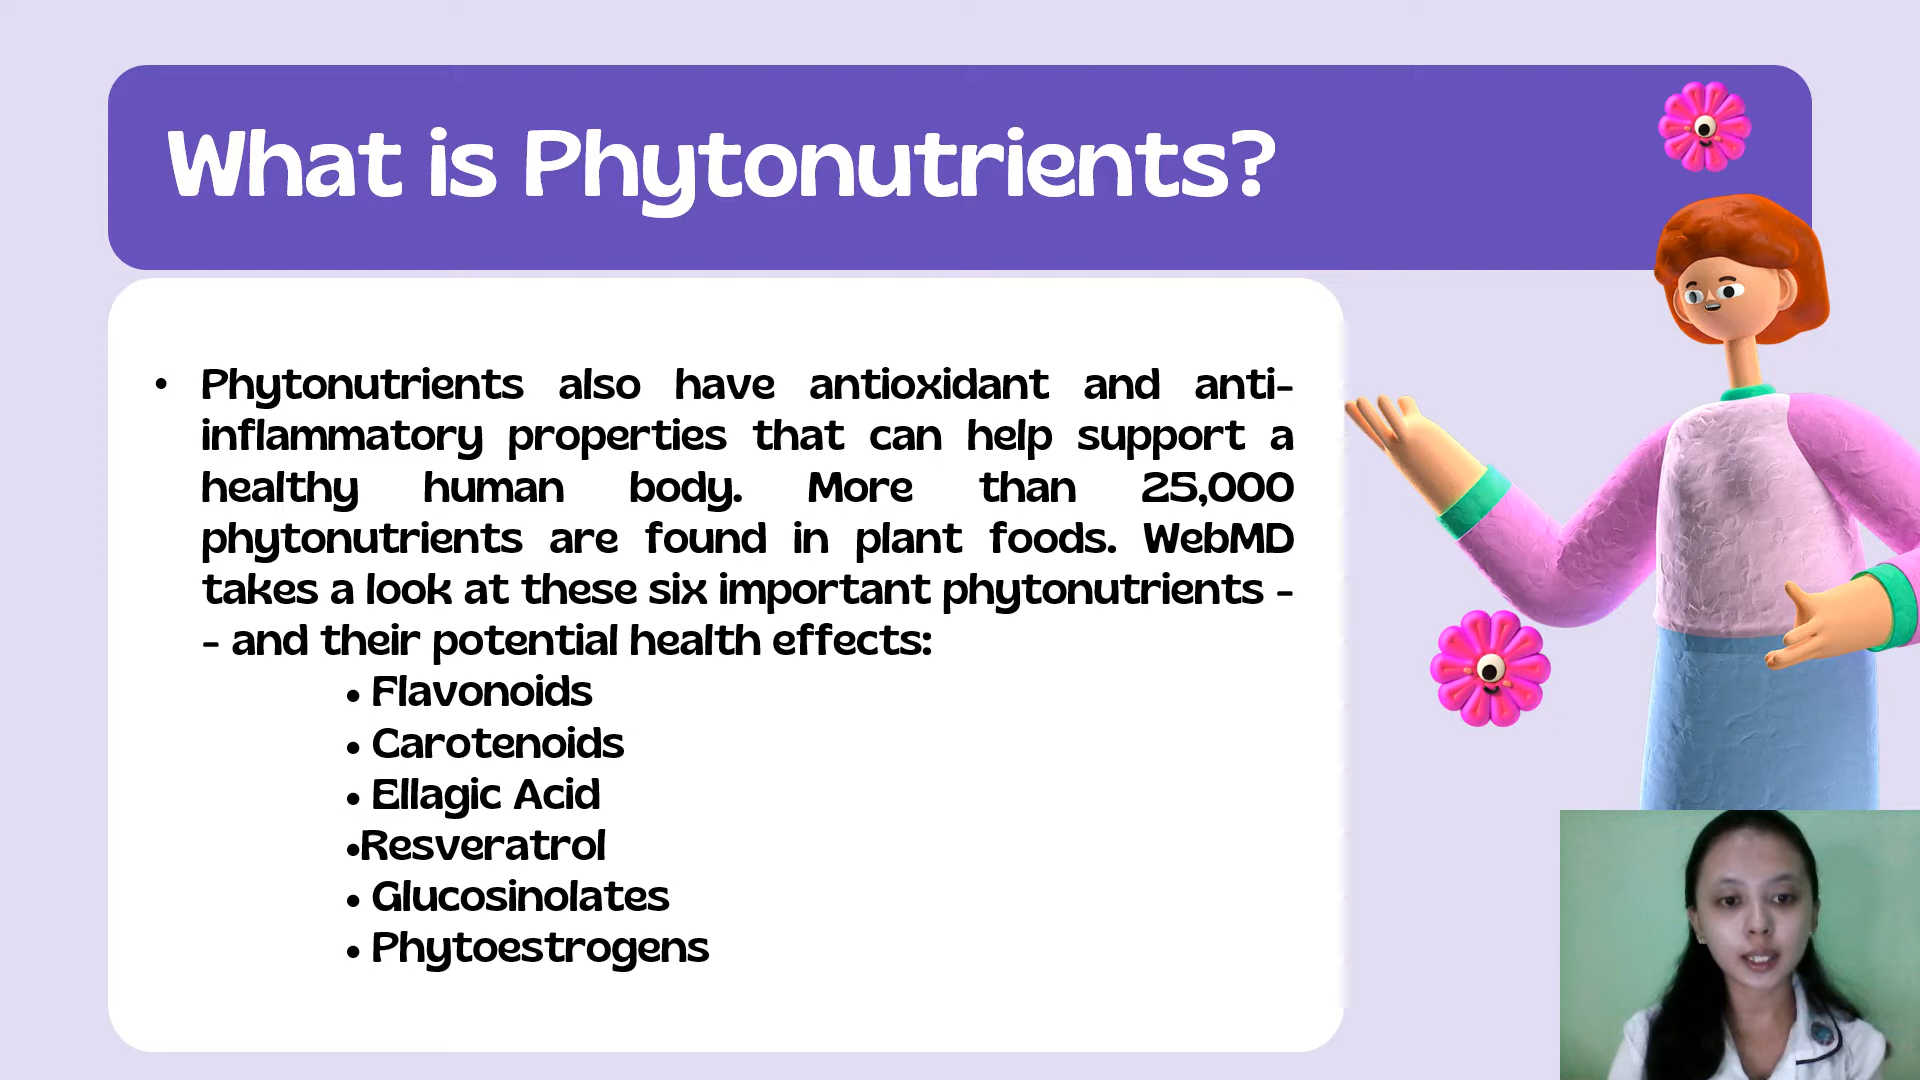 What is Phytonutrients?
• Phytonutrients also have antioxidant and anti-
inflammatory properties that can help support a
healthy human body. More than 25,000
phytonutrients are found in plant foods. WebMD
takes a look at these six important phytonutrients -
- and their potential health effects:
• Flavonoids
• Carotenoids
• Ellagic Acid
•Resveratrol
• Glucosinolates
• Phytoestrogens